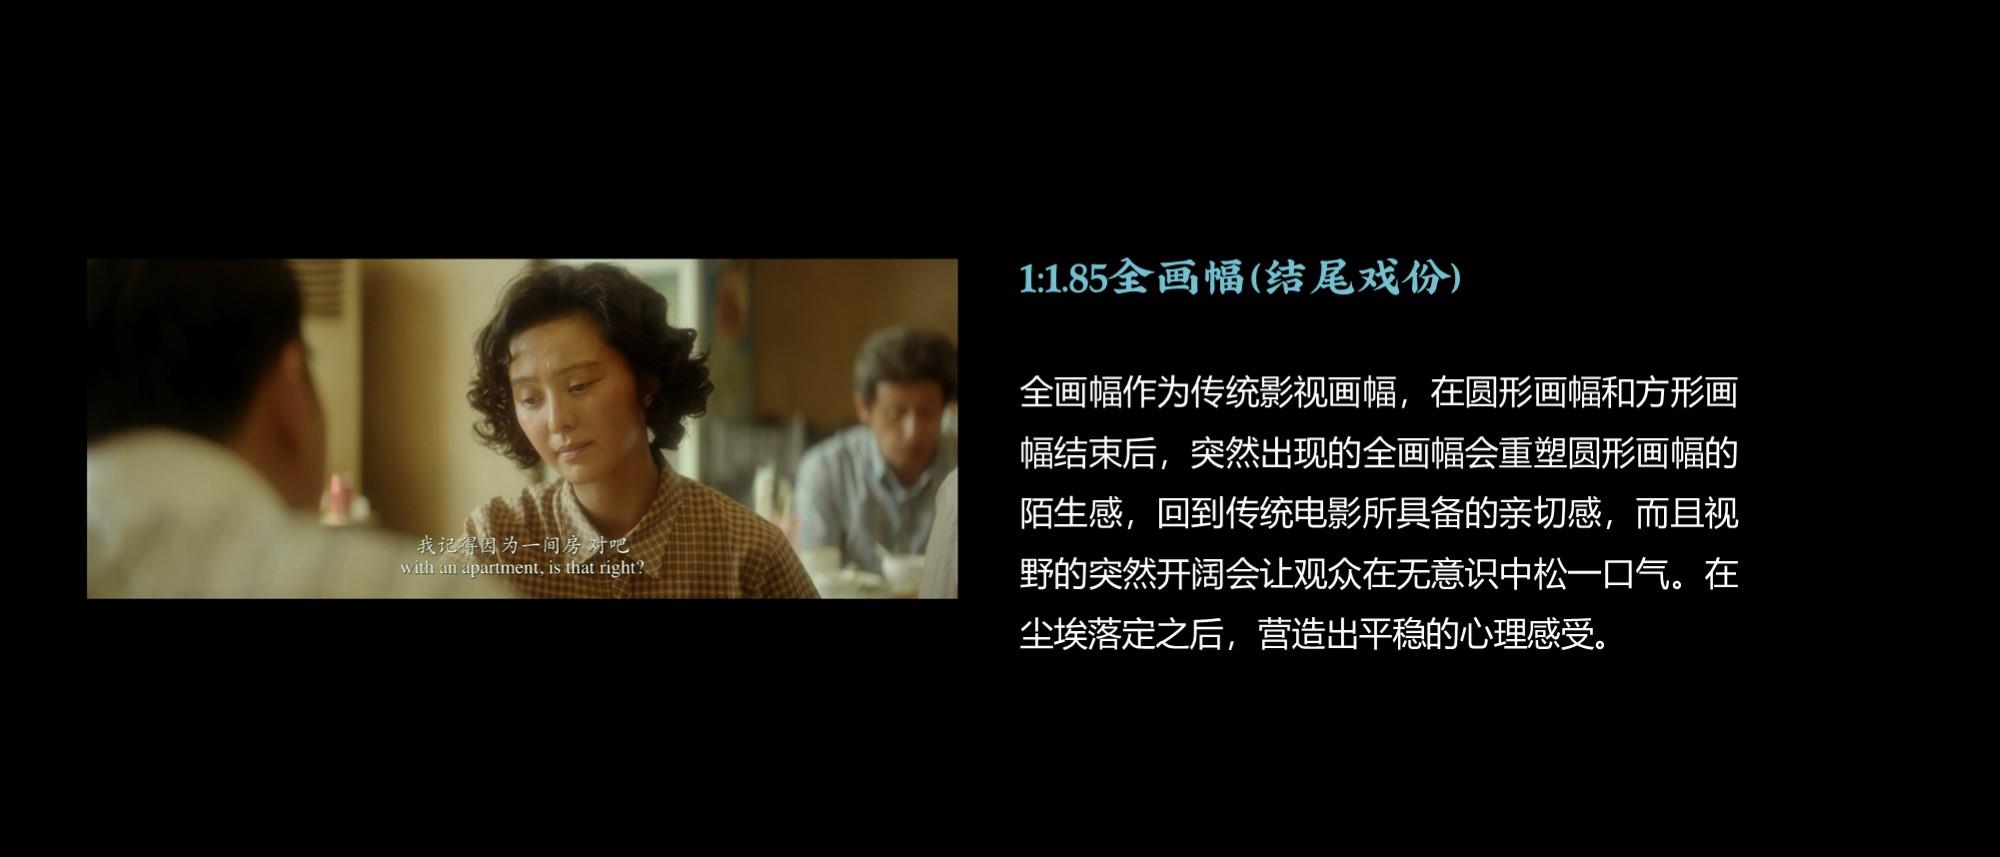 我记得因为一间房 对吧
with an apartment, is that right?
1:1.85全画幅(结尾戏份)
全画幅作为传统影视画幅，在圆形画幅和方形画
幅结束后，突然出现的全画幅会重塑圆形画幅的
陌生感，回到传统电影所具备的亲切感，而且视
野的突然开阔会让观众在无意识中松一口气。在
尘埃落定之后，营造出平稳的心理感受。